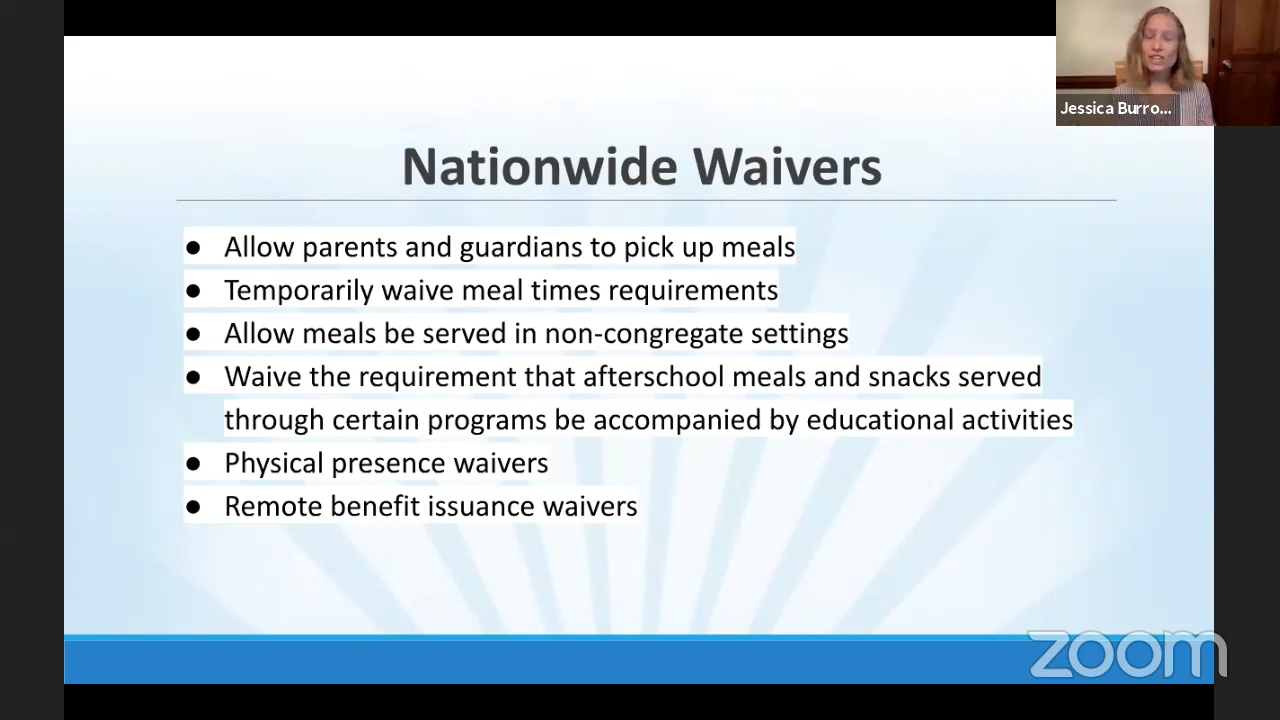 Jessica Burro...
Nationwide Waivers
● Allow parents and guardians to pick up meals
● Temporarily waive meal times requirements
● Allow meals be served in non-congregate settings
● Waive the requirement that afterschool meals and snacks served
through certain programs be accompanied by educational activities
● Physical presence waivers
● Remote benefit issuance waivers
zoom